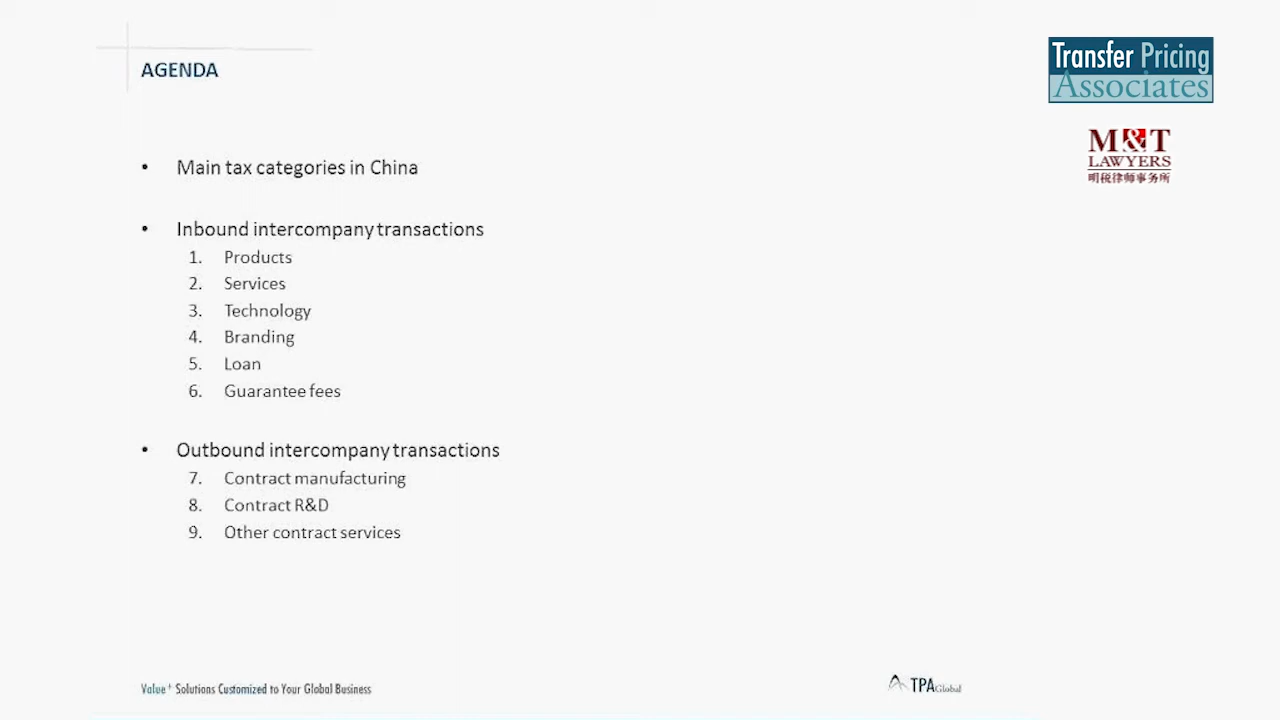 AGENDA
Transfer Pricing
Associates
M&T
LAWYERS
明税律师事务所
• Main tax categories in China
• Inbound intercompany transactions
1. Products
2. Services
3. Technology
4. Branding
5. Loan
6. Guarantee fees
• Outbound intercompany transactions
7. Contract manufacturing
8. Contract R&D
9. Other contract services
Value+ Solutions Customized to Your Global Business
TPA Global